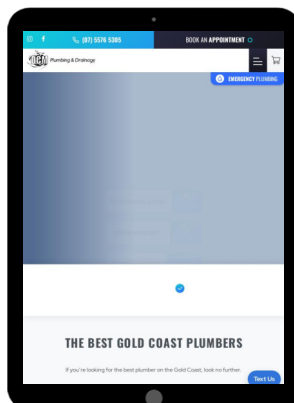 (07) 5576 5305
BOOK AN APPOINTMENT
Plumbing & Drainage
EMERGENCY PLUMBING
THE BEST GOLD COAST PLUMBERS
If you're looking for the best plumber on the Gold Coast, look no further.
Text Us